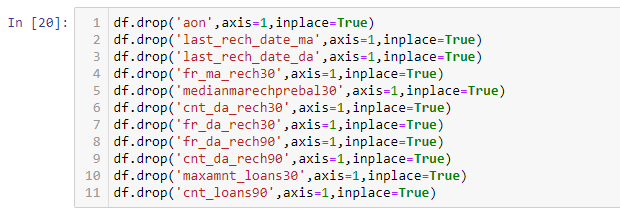 In [20]:
1 df.drop('aon',axis=1,inplace=True)
2 df.drop('last_rech_date_ma',axis=1,inplace=True)
3 df.drop('last_rech_date_da',axis=1,inplace=True)
4 df.drop('fr_ma_rech30',axis=1,inplace=True)
5 df.drop('medianmarechprebal30',axis=1,inplace=True)
6 df.drop('cnt_da_rech30',axis=1,inplace=True)
7 df.drop('fr_da_rech30',axis=1,inplace=True)
8 df.drop('fr_da_rech90',axis=1,inplace=True)
9 df.drop('cnt_da_rech90',axis=1,inplace=True)
10 df.drop('maxamnt_loans30',axis=1,inplace=True)
11 df.drop('cnt_loans90',axis=1,inplace=True)